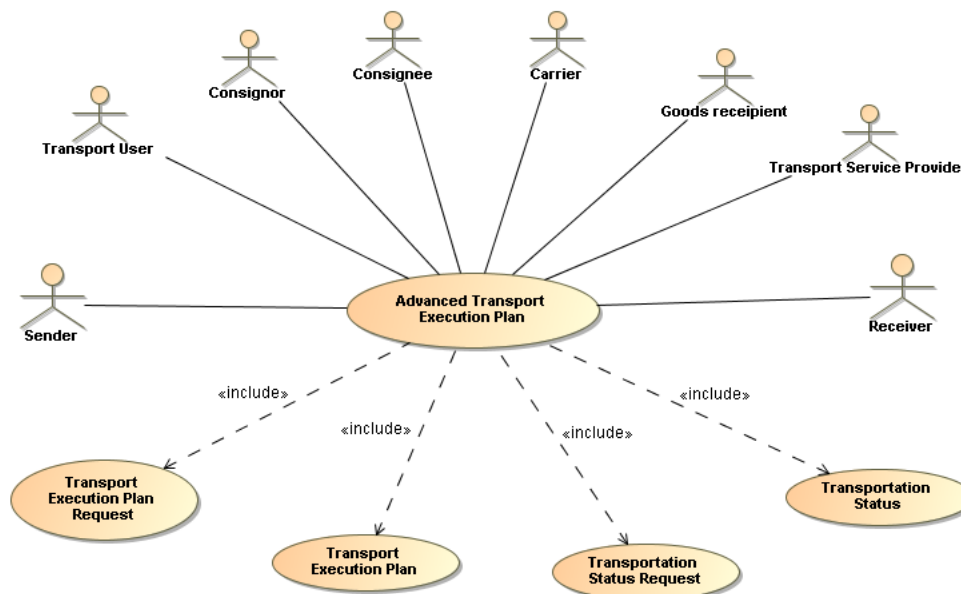 Consignee
Carrier
Consignor
Goods receipient
Transport User
Transport Service Provide
Advanced Transport
Execution Plan
Sender
Receiver
«include»
«include»
«include»
«include»
Transport
Execution Plan
Request
Transportation
Status
Transport
Execution Plan
Transportation
Status Request